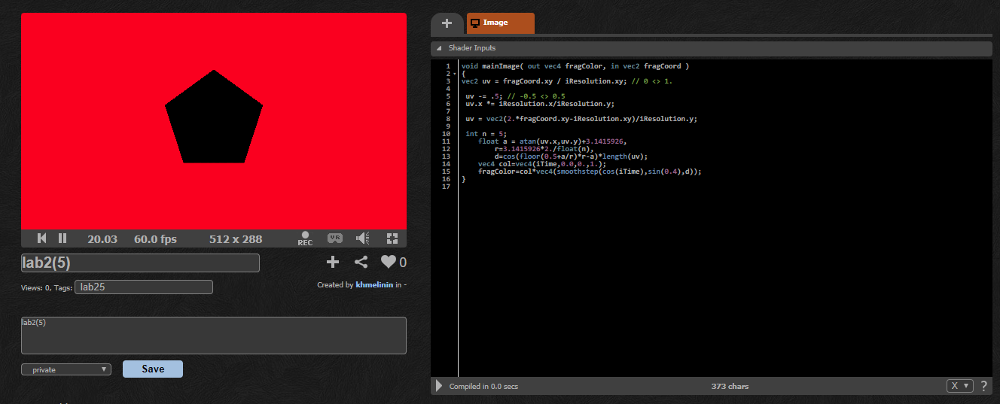 20.03 60.0 fps 512 x 288 REC
lab2(5) 0
Views: 0, Tags: lab25 Created by khmelinin in -
lab2(5)
private Save
Image
Shader Inputs
1 void mainImage( out vec4 fragColor, in vec2 fragCoord )
2 {
3 vec2 uv = fragCoord.xy / iResolution.xy; // 0 <> 1.
4
5 uv -= .5; // -0.5 <> 0.5
6 uv.x *= iResolution.x/iResolution.y;
7
8 uv = vec2(2.*fragCoord.xy-iResolution.xy)/iResolution.y;
9
10 int n = 5;
11 float a = atan(uv.x,uv.y)+3.1415926,
12 r=3.1415926*2./float(n),
13 d=cos(floor(0.5+a/r)*r-a)*length(uv);
14 vec4 col=vec4(iTime,0.0,0.,1.);
15 fragColor=col*vec4(smoothstep(cos(iTime),sin(0.4),d));
16 }
17
Compiled in 0.0 secs 373 chars X ?